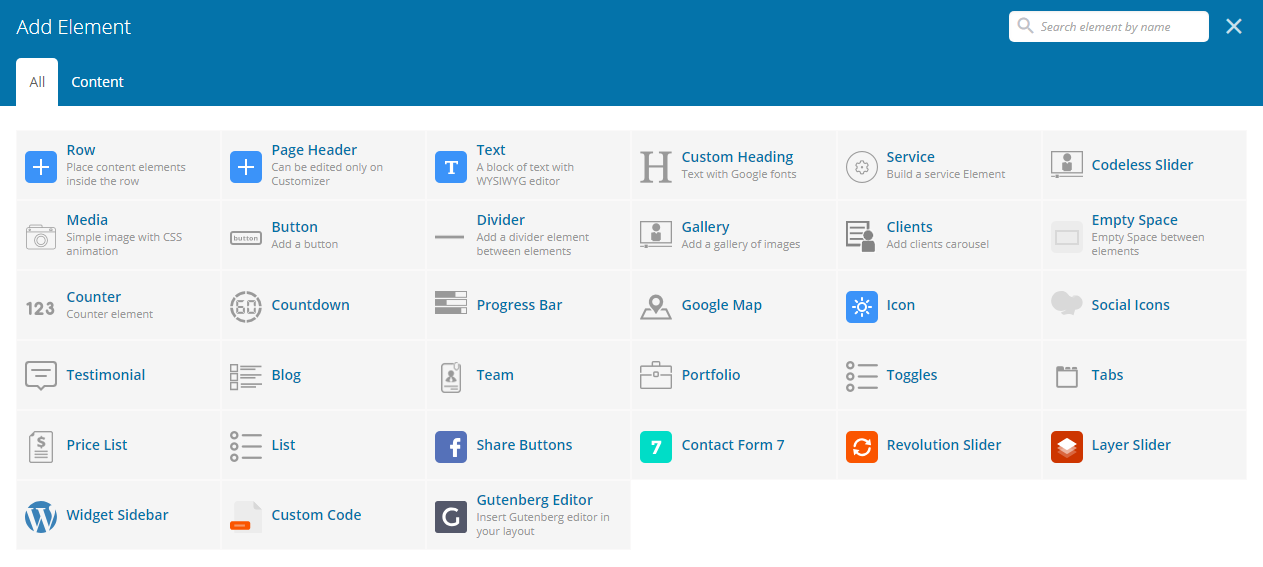 Add Element
Search element by name
All
Content
Row
Place content elements
inside the row
Page Header
Can be edited only on
Customizer
T
Text
A block of text with
WYSIWYG editor
H
Custom Heading
Text with Google fonts
Service
Build a service Element
Codeless Slider
Media
Simple image with CSS
animation
button
Button
Add a button
Divider
Add a divider element
between elements
Gallery
Add a gallery of images
Clients
Add clients carousel
Empty Space
Empty Space between
elements
123
Counter
Counter element
60
Countdown
Progress Bar
Google Map
Icon
Social Icons
Testimonial
Blog
Team
Portfolio
Toggles
Tabs
$
Price List
List
f
Share Buttons
7
Contact Form 7
Revolution Slider
Layer Slider
W
Widget Sidebar
Custom Code
G
Gutenberg Editor
Insert Gutenberg editor in
your layout